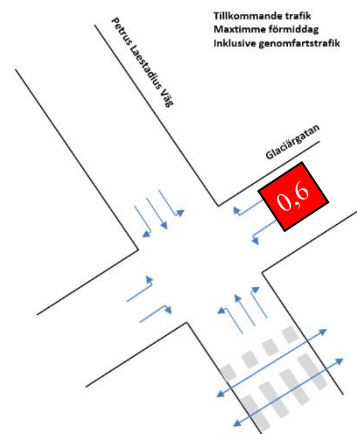 Tillkommande trafik
Maxtimme förmiddag
Inklusive genomfartstrafik
Petrus Laestadius Väg
Glaciärgatan
0,6